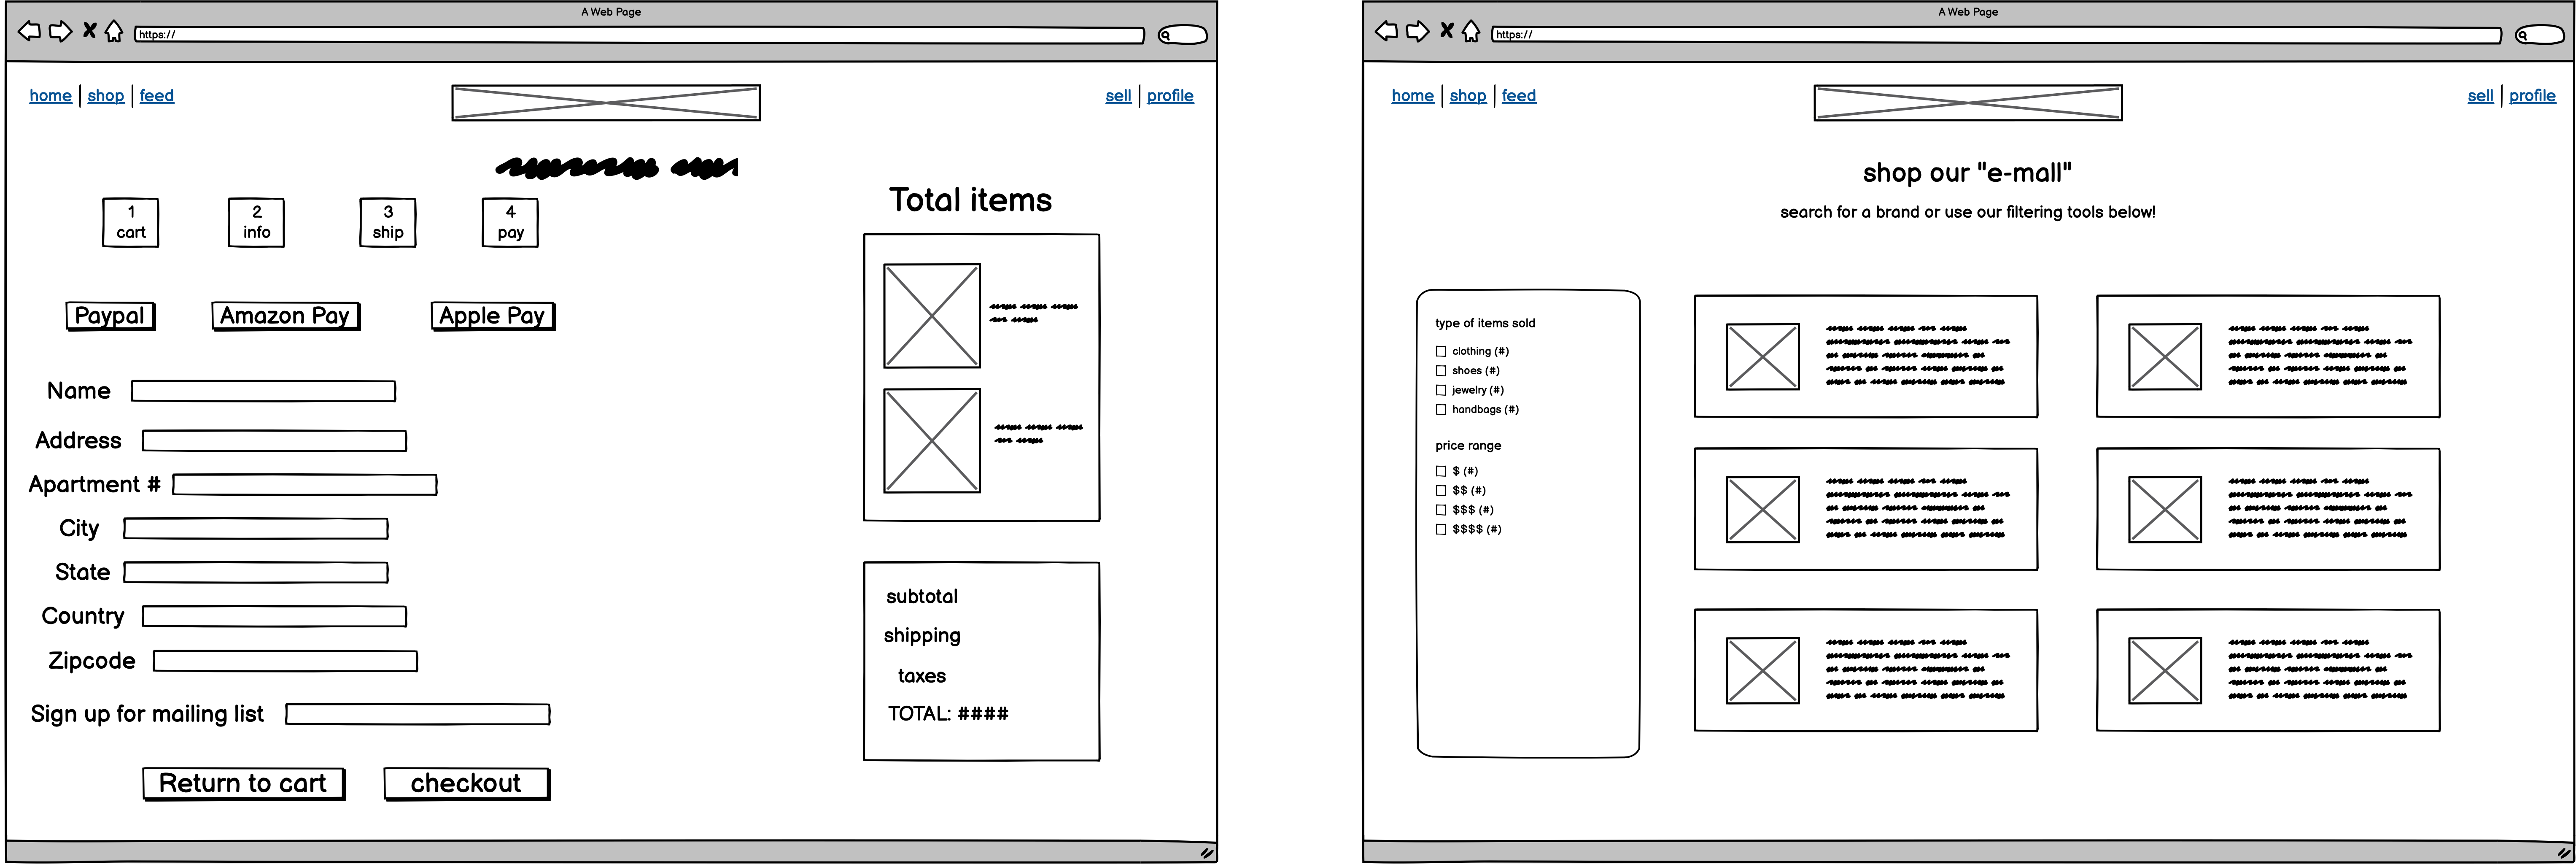 A Web Page
https://
home | shop | feed
sell | profile
1 cart
2 info
3 ship
4 pay
Total items
Paypal
Amazon Pay
Apple Pay
Name
Address
Apartment #
City
State
Country
Zipcode
Sign up for mailing list
Return to cart
checkout
subtotal
shipping
taxes
TOTAL: ####
A Web Page
https://
home | shop | feed
sell | profile
shop our "e-mall"
search for a brand or use our filtering tools below!
type of items sold
clothing (#)
shoes (#)
jewelry (#)
handbags (#)
price range
$ (#)
$$ (#)
$$$ (#)
$$$$ (#)